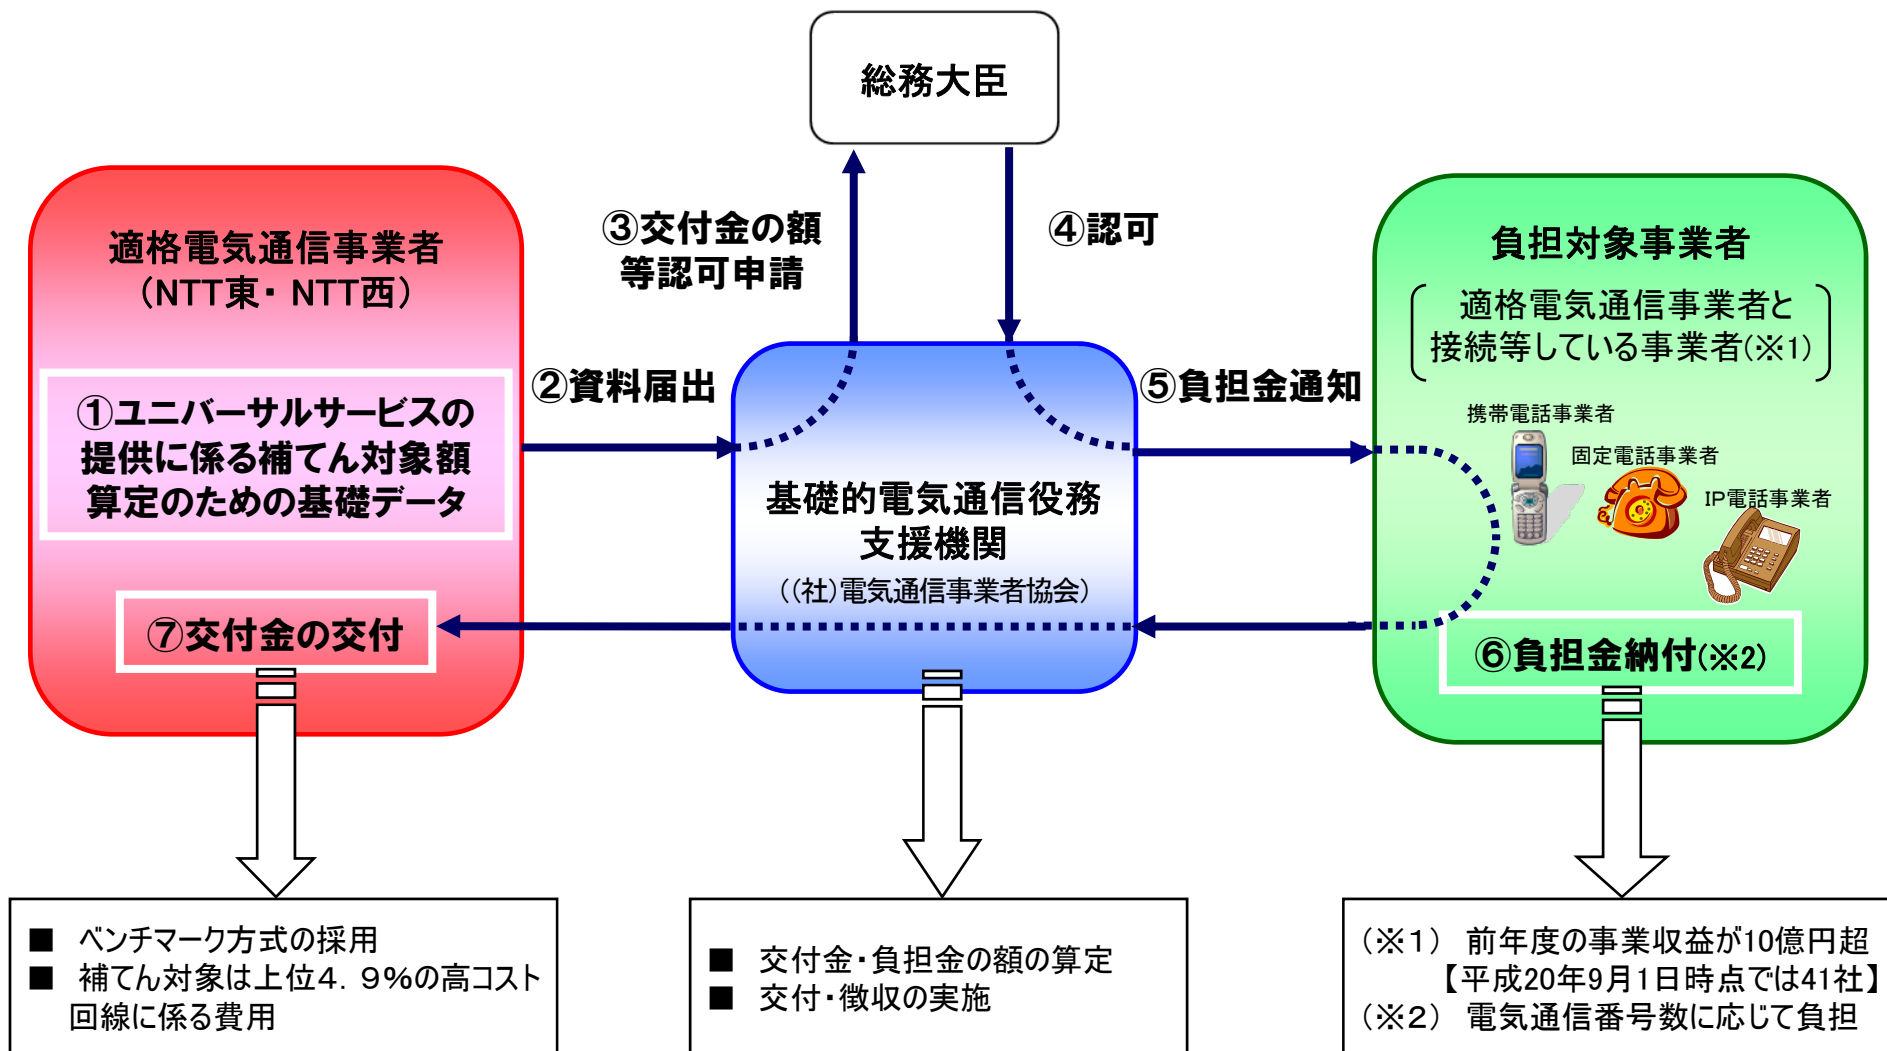 総務大臣
適格電気通信事業者
（NTT東・ NTT西）
①ユニバーサルサービスの
提供に係る補てん対象額
算定のための基礎データ
⑦交付金の交付
②資料届出
③交付金の額
等認可申請
④認可
基礎的電気通信役務
支援機関
（(社)電気通信事業者協会）
⑤負担金通知
負担対象事業者
適格電気通信事業者と
接続等している事業者(※1)
携帯電話事業者
固定電話事業者
IP電話事業者
⑥負担金納付(※2)
■ ベンチマーク方式の採用
■ 補てん対象は上位４．９％の高コスト
回線に係る費用
■ 交付金・負担金の額の算定
■ 交付・徴収の実施
（※１） 前年度の事業収益が10億円超
【平成20年9月1日時点では41社】
（※２） 電気通信番号数に応じて負担